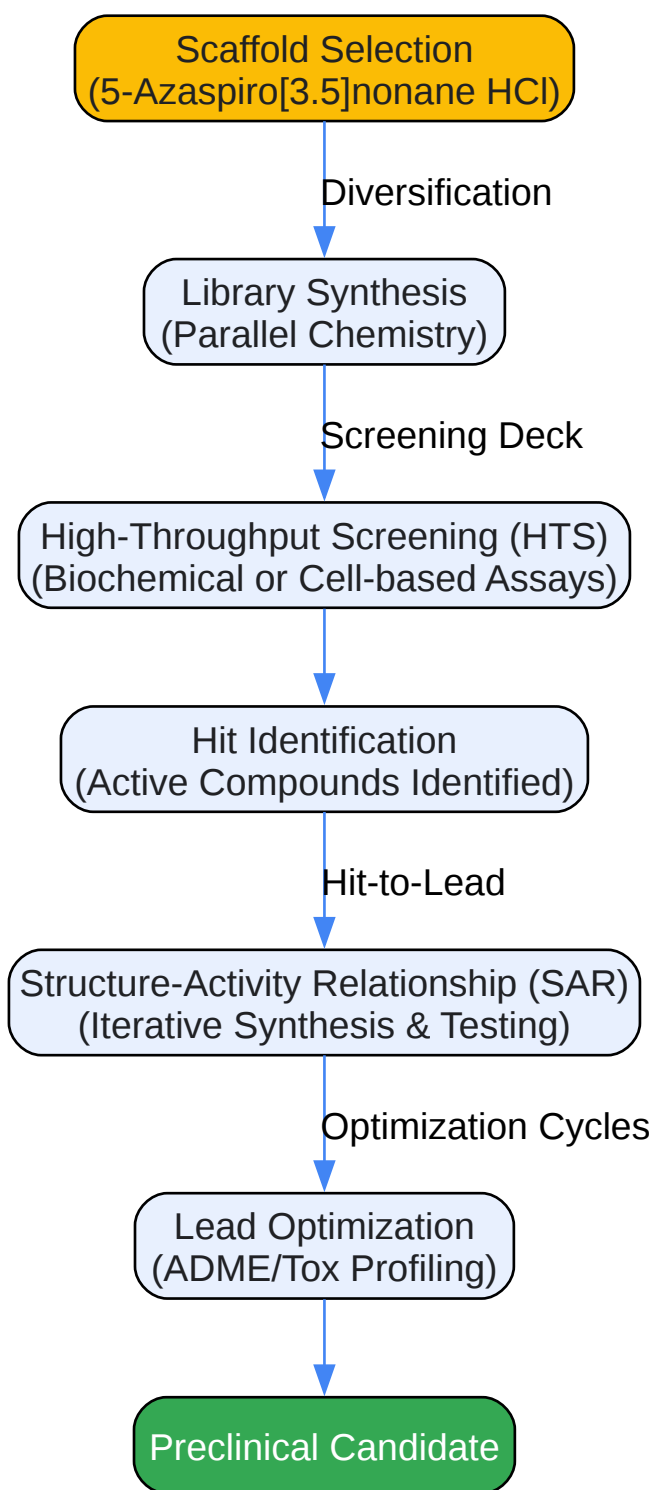 Scaffold Selection
(5-Azaspiro[3.5]nonane HCl)
Diversification
Library Synthesis
(Parallel Chemistry)
Screening Deck
High-Throughput Screening (HTS)
(Biochemical or Cell-based Assays)
Hit Identification
(Active Compounds Identified)
Hit-to-Lead
Structure-Activity Relationship (SAR)
(Iterative Synthesis & Testing)
Optimization Cycles
Lead Optimization
(ADME/Tox Profiling)
Preclinical Candidate